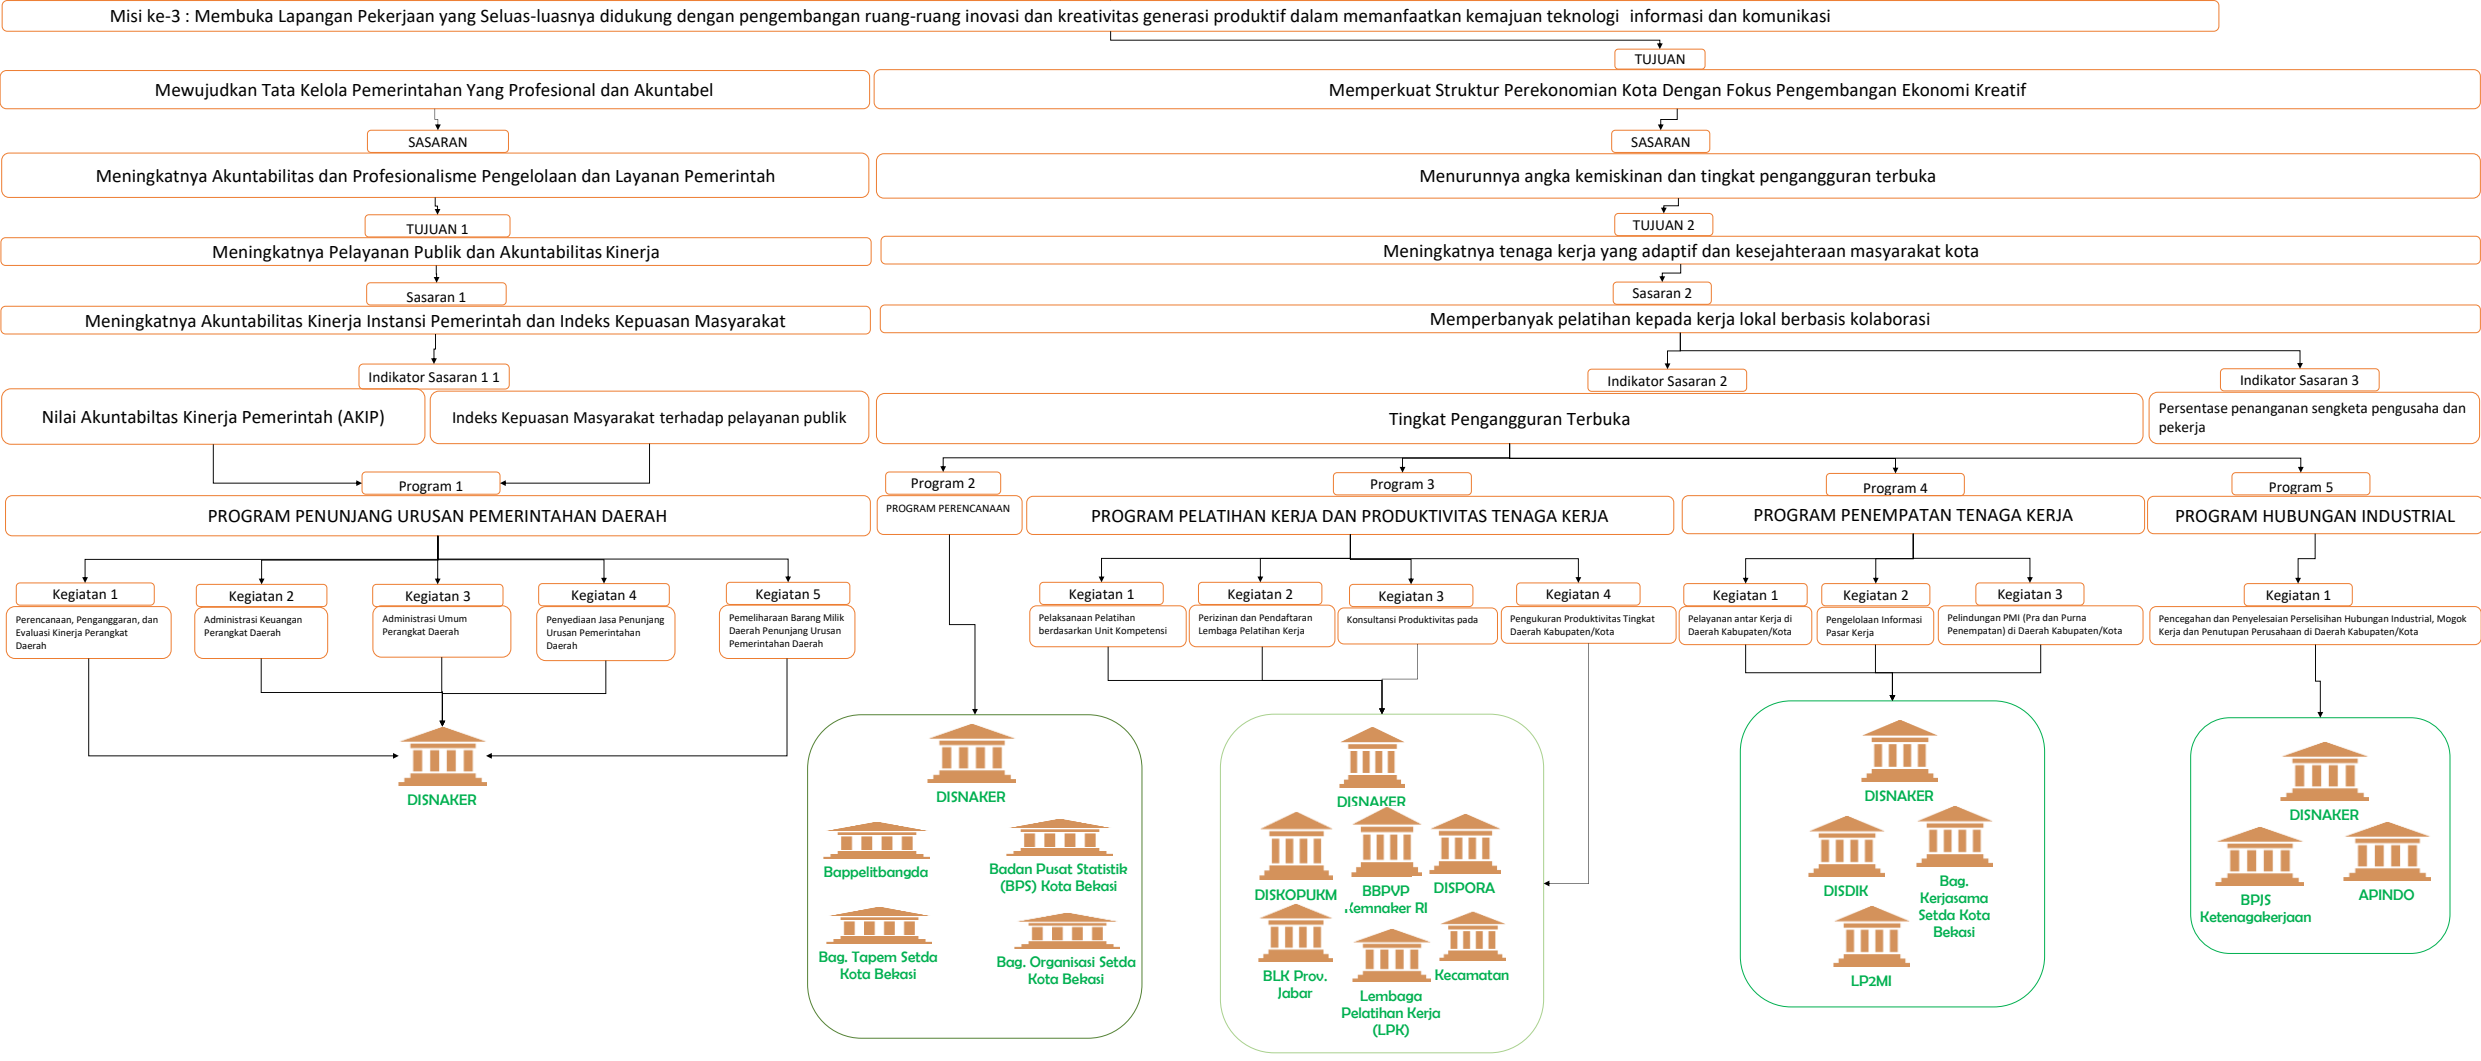 Misi ke-3 : Membuka Lapangan Pekerjaan yang Seluas-luasnya didukung dengan pengembangan ruang-ruang inovasi dan kreativitas generasi produktif dalam memanfaatkan kemajuan teknologi informasi dan komunikasi
TUJUAN
Mewujudkan Tata Kelola Pemerintahan Yang Profesional dan Akuntabel
Memperkuat Struktur Perekonomian Kota Dengan Fokus Pengembangan Ekonomi Kreatif
SASARAN
SASARAN
Meningkatnya Akuntabilitas dan Profesionalisme Pengelolaan dan Layanan Pemerintah
Menurunnya angka kemiskinan dan tingkat pengangguran terbuka
TUJUAN 1
TUJUAN 2
Meningkatnya Pelayanan Publik dan Akuntabilitas Kinerja
Meningkatnya tenaga kerja yang adaptif dan kesejahteraan masyarakat kota
Sasaran 1
Sasaran 2
Meningkatnya Akuntabilitas Kinerja Instansi Pemerintah dan Indeks Kepuasan Masyarakat
Memperbanyak pelatihan kepada kerja lokal berbasis kolaborasi
Indikator Sasaran 1 1
Indikator Sasaran 2
Indikator Sasaran 3
Nilai Akuntabiltas Kinerja Pemerintah (AKIP)
Indeks Kepuasan Masyarakat terhadap pelayanan publik
Tingkat Pengangguran Terbuka
Persentase penanganan sengketa pengusaha dan
pekerja
Program 1
Program 2
Program 3
Program 4
Program 5
PROGRAM PENUNJANG URUSAN PEMERINTAHAN DAERAH
PROGRAM PERENCANAAN
PROGRAM PELATIHAN KERJA DAN PRODUKTIVITAS TENAGA KERJA
PROGRAM PENEMPATAN TENAGA KERJA
PROGRAM HUBUNGAN INDUSTRIAL
Kegiatan 1
Perencanaan, Penganggaran, dan
Evaluasi Kinerja Perangkat
Daerah
Kegiatan 2
Administrasi Keuangan
Perangkat Daerah
Kegiatan 3
Administrasi Umum
Perangkat Daerah
Kegiatan 4
Penyediaan Jasa Penunjang
Urusan Pemerintahan
Daerah
Kegiatan 5
Pemeliharaan Barang Milik
Daerah Penunjang Urusan
Pemerintahan Daerah
Kegiatan 1
Pelaksanaan Pelatihan
berdasarkan Unit Kompetensi
Kegiatan 2
Perizinan dan Pendaftaran
Lembaga Pelatihan Kerja
Kegiatan 3
Konsultansi Produktivitas pada
Kegiatan 4
Pengukuran Produktivitas Tingkat
Daerah Kabupaten/Kota
Kegiatan 1
Pelayanan antar Kerja di
Daerah Kabupaten/Kota
Kegiatan 2
Pengelolaan Informasi
Pasar Kerja
Kegiatan 3
Pelindungan PMI (Pra dan Purna
Penempatan) di Daerah Kabupaten/Kota
Kegiatan 1
Pencegahan dan Penyelesaian Perselisihan Hubungan Industrial, Mogok
Kerja dan Penutupan Perusahaan di Daerah Kabupaten/Kota
DISNAKER
DISNAKER
Bappelitbangda
Badan Pusat Statistik
(BPS) Kota Bekasi
Bag. Tapem Setda
Kota Bekasi
Bag. Organisasi Setda
Kota Bekasi
DISNAKER
DISKOPUKM
BBPVP
Kemnaker RI
DISPORA
BLK Prov.
Jabar
Lembaga
Pelatihan Kerja
(LPK)
Kecamatan
DISNAKER
DISDIK
Bag.
Kerjasama
Setda Kota
Bekasi
LP2MI
DISNAKER
BPJS
Ketenagakerjaan
APINDO